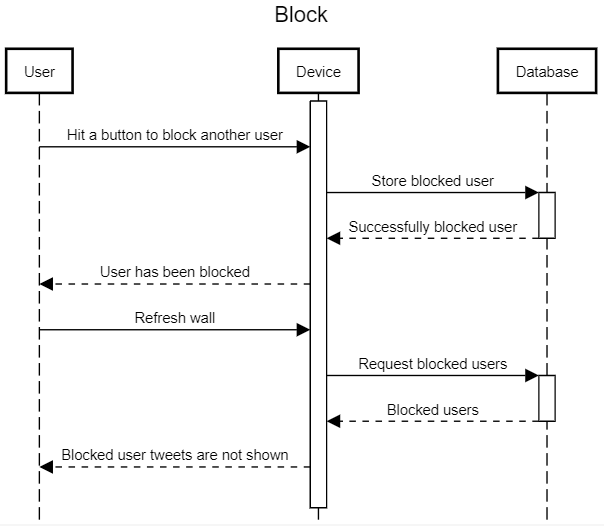 Block
User
Device
Database
Hit a button to block another user
Store blocked user
Successfully blocked user
User has been blocked
Refresh wall
Request blocked users
Blocked users
Blocked user tweets are not shown